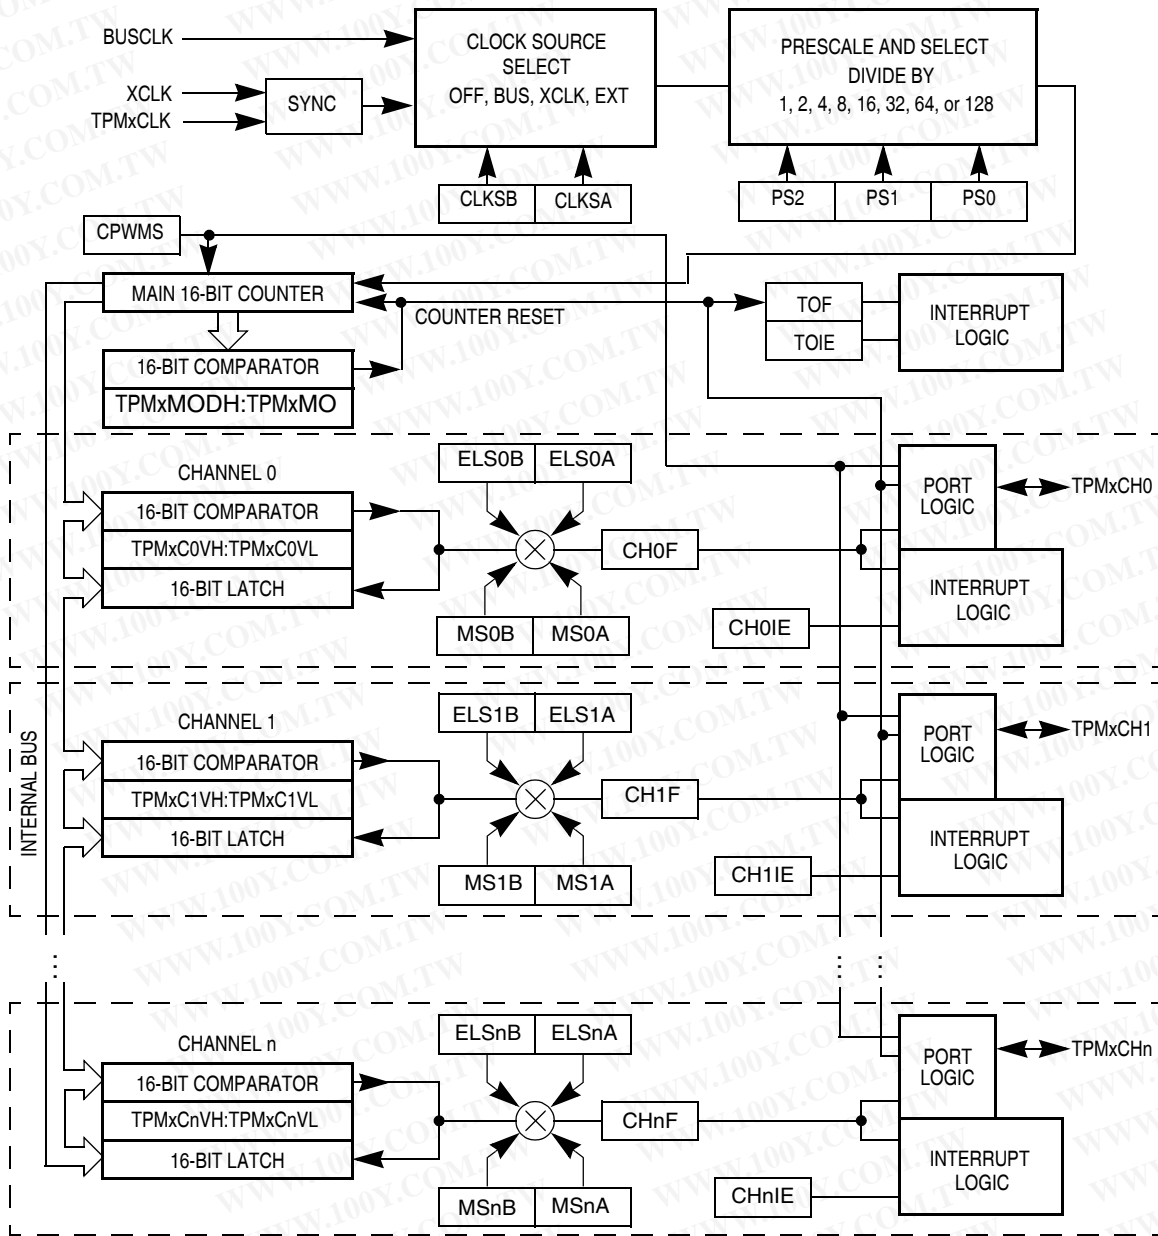 BUSCLK
XCLK
TPMxCLK
SYNC
CLOCK SOURCE
SELECT
OFF, BUS, XCLK, EXT
PRESCALE AND SELECT
DIVIDE BY
1, 2, 4, 8, 16, 32, 64, or 128
CLKSB
CLKSA
PS2
PS1
PS0
CPWMS
MAIN 16-BIT COUNTER
COUNTER RESET
TOF
TOIE
INTERRUPT
LOGIC
16-BIT COMPARATOR
TPMxMODH:TPMxMO
CHANNEL 0
16-BIT COMPARATOR
TPMxC0VH:TPMxC0VL
16-BIT LATCH
ELS0B
ELS0A
CH0F
MS0B
MS0A
CH0IE
PORT
LOGIC
TPMxCH0
INTERRUPT
LOGIC
INTERNAL BUS
CHANNEL 1
16-BIT COMPARATOR
TPMxC1VH:TPMxC1VL
16-BIT LATCH
ELS1B
ELS1A
CH1F
MS1B
MS1A
CH1IE
PORT
LOGIC
TPMxCH1
INTERRUPT
LOGIC
...
... ...
CHANNEL n
16-BIT COMPARATOR
TPMxCnVH:TPMxCnVL
16-BIT LATCH
ELSnB
ELSnA
CHnF
MSnB
MSnA
CHnIE
PORT
LOGIC
TPMxCHn
INTERRUPT
LOGIC
WWW.100Y.COM.TW